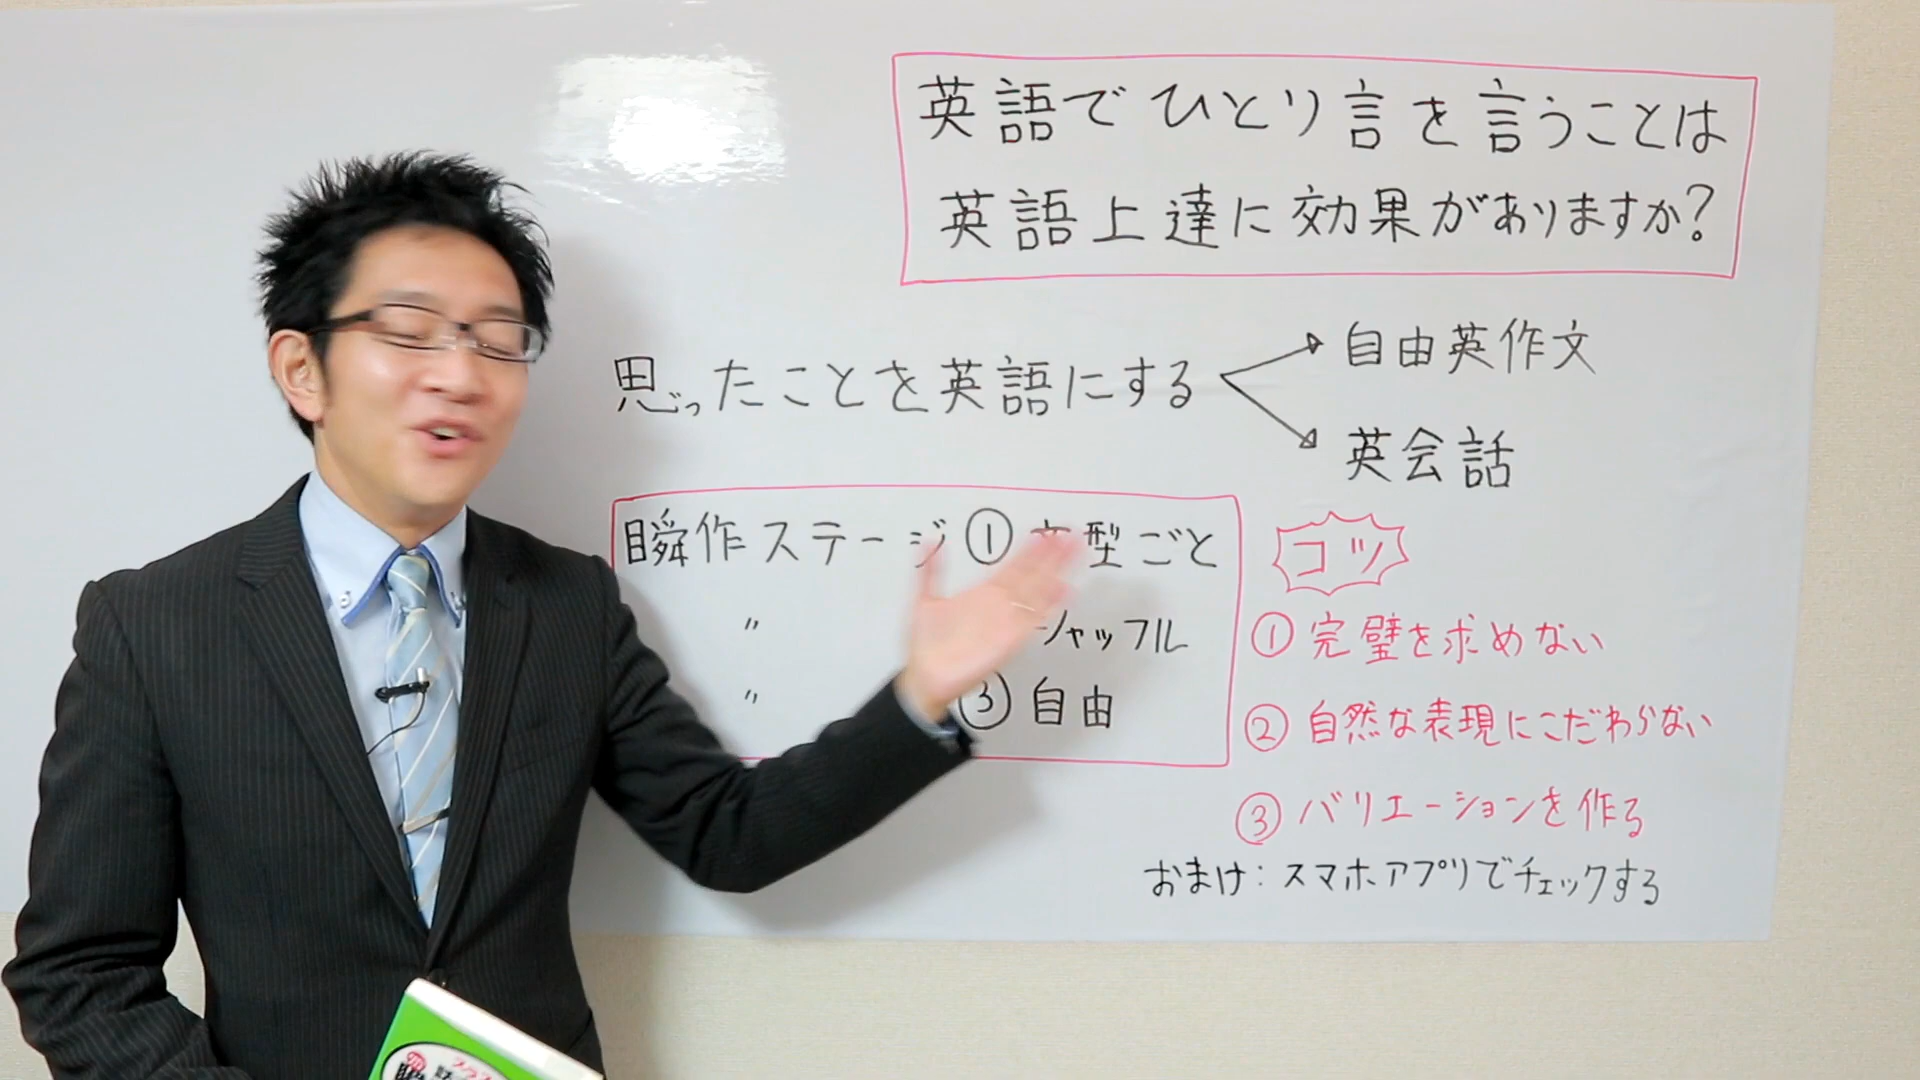 英語でひとり言を言うことは
英語上達に効果がありますか?
思ったことを英語にする
自由英作文
英会話
瞬作ステージ① 型ごと
〃 シャッフル
〃 ③ 自由
コツ
① 完璧を求めない
② 自然な表現にこだわらない
③ バリエーションを作る
おまけ:スマホアプリでチェックする